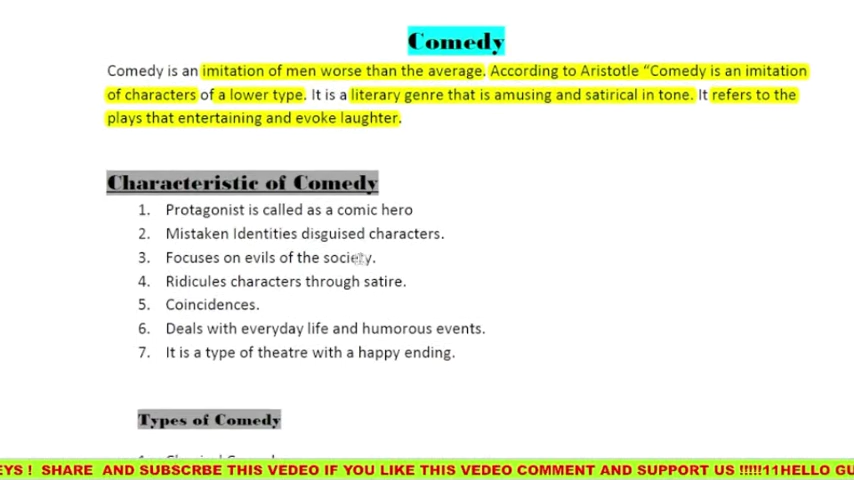 Comedy
Comedy is an imitation of men worse than the average. According to Aristotle “Comedy is an imitation
of characters of a lower type. It is a literary genre that is amusing and satirical in tone. It refers to the
plays that entertaining and evoke laughter.
Characteristic of Comedy
1. Protagonist is called as a comic hero
2. Mistaken Identities disguised characters.
3. Focuses on evils of the society.
4. Ridicules characters through satire.
5. Coincidences.
6. Deals with everyday life and humorous events.
7. It is a type of theatre with a happy ending.
Types of Comedy
EYS ! SHARE AND SUBSCRBE THIS VEDEO IF YOU LIKE THIS VEDEO COMMENT AND SUPPORT US !!!!!11HELLO GU